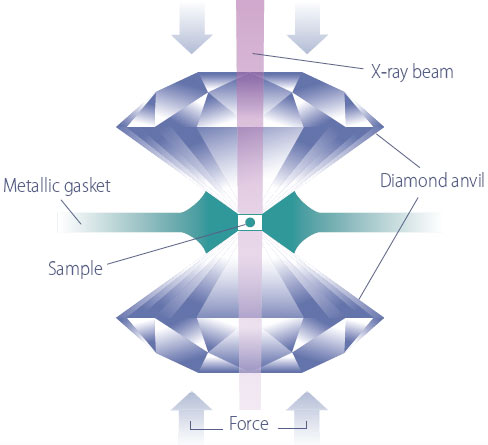 X-ray beam
Metallic gasket
Diamond anvil
Sample
Force